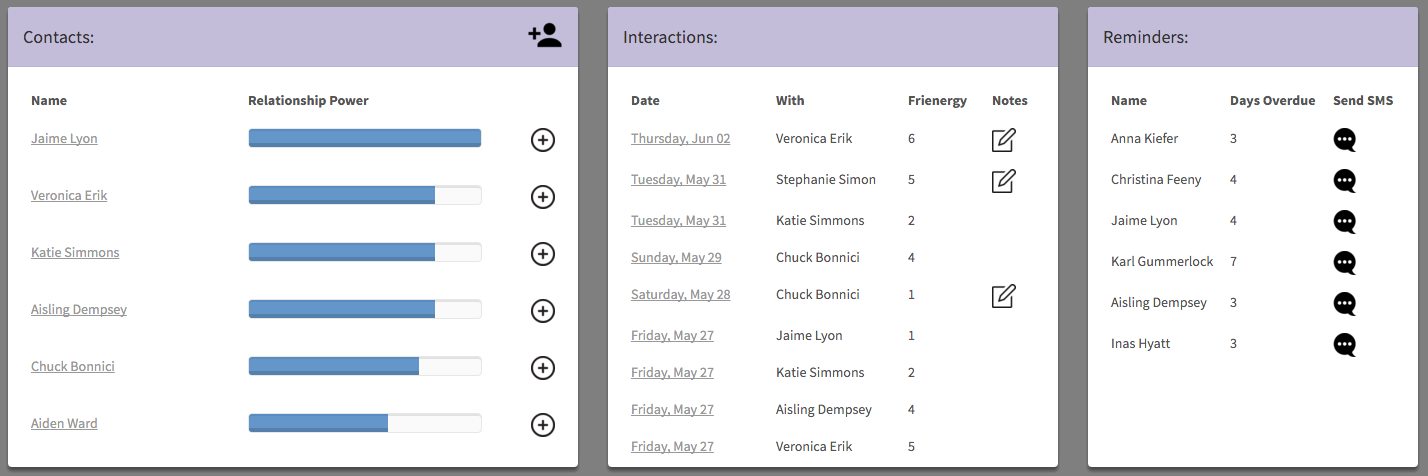 Contacts:
Name Relationship Power
Jaime Lyon
Veronica Erik
Katie Simmons
Aisling Dempsey
Chuck Bonnici
Aiden Ward
Interactions:
Date With Frienergy Notes
Thursday, Jun 02 Veronica Erik 6
Tuesday, May 31 Stephanie Simon 5
Tuesday, May 31 Katie Simmons 2
Sunday, May 29 Chuck Bonnici 4
Saturday, May 28 Chuck Bonnici 1
Friday, May 27 Jaime Lyon 1
Friday, May 27 Katie Simmons 2
Friday, May 27 Aisling Dempsey 4
Friday, May 27 Veronica Erik 5
Reminders:
Name Days Overdue Send SMS
Anna Kiefer 3
Christina Feeny 4
Jaime Lyon 4
Karl Gummerlock 7
Aisling Dempsey 3
Inas Hyatt 3